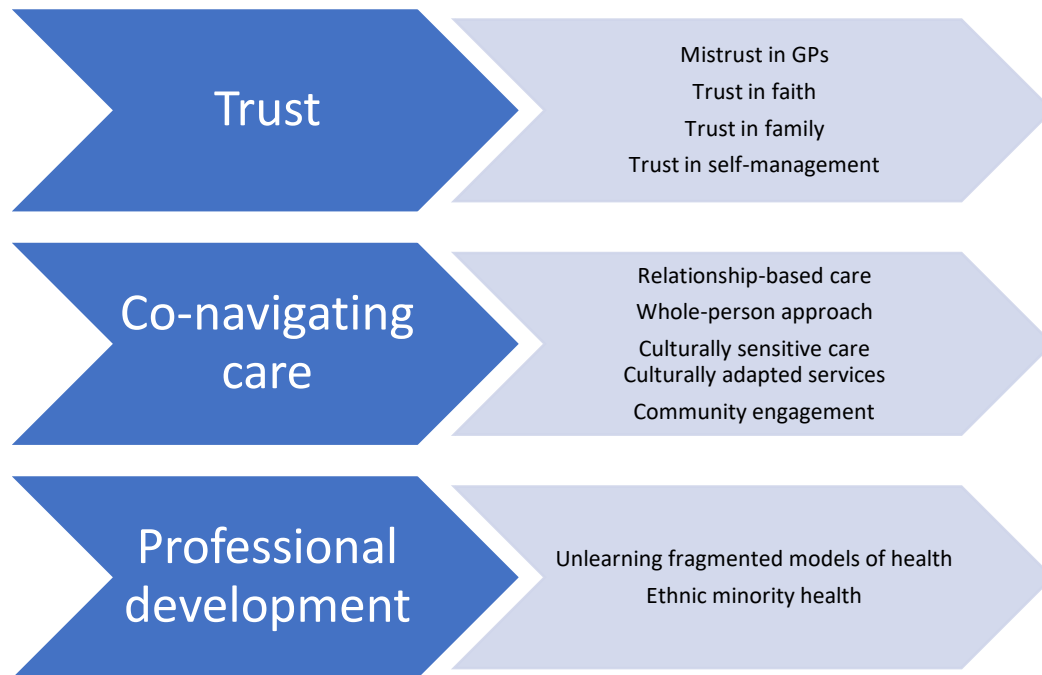 Trust
Mistrust in GPs
Trust in faith
Trust in family
Trust in self-management
Co-navigating
care
Relationship-based care
Whole-person approach
Culturally sensitive care
Culturally adapted services
Community engagement
Professional
development
Unlearning fragmented models of health
Ethnic minority health